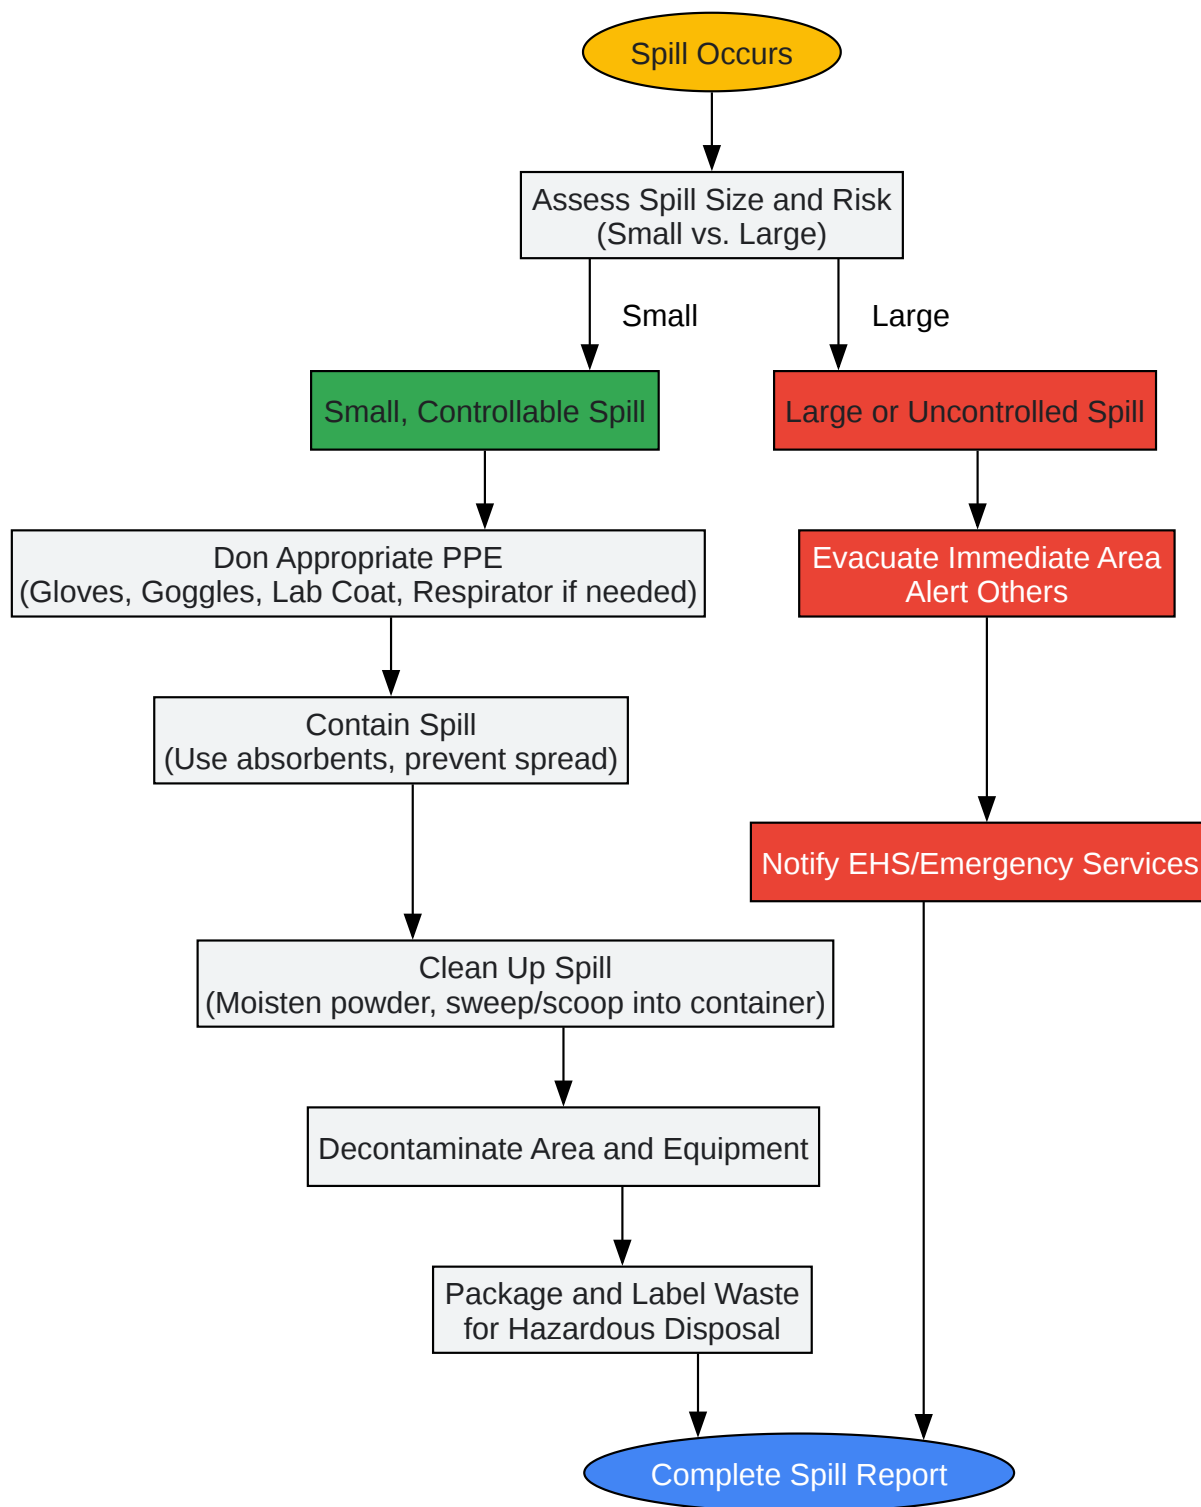 Spill Occurs
Assess Spill Size and Risk
(Small vs. Large)
Small
Large
Small, Controllable Spill
Large or Uncontrolled Spill
Don Appropriate PPE
(Gloves, Goggles, Lab Coat, Respirator if needed)
Evacuate Immediate Area
Alert Others
Contain Spill
(Use absorbents, prevent spread)
Notify EHS/Emergency Services
Clean Up Spill
(Moisten powder, sweep/scoop into container)
Decontaminate Area and Equipment
Package and Label Waste
for Hazardous Disposal
Complete Spill Report